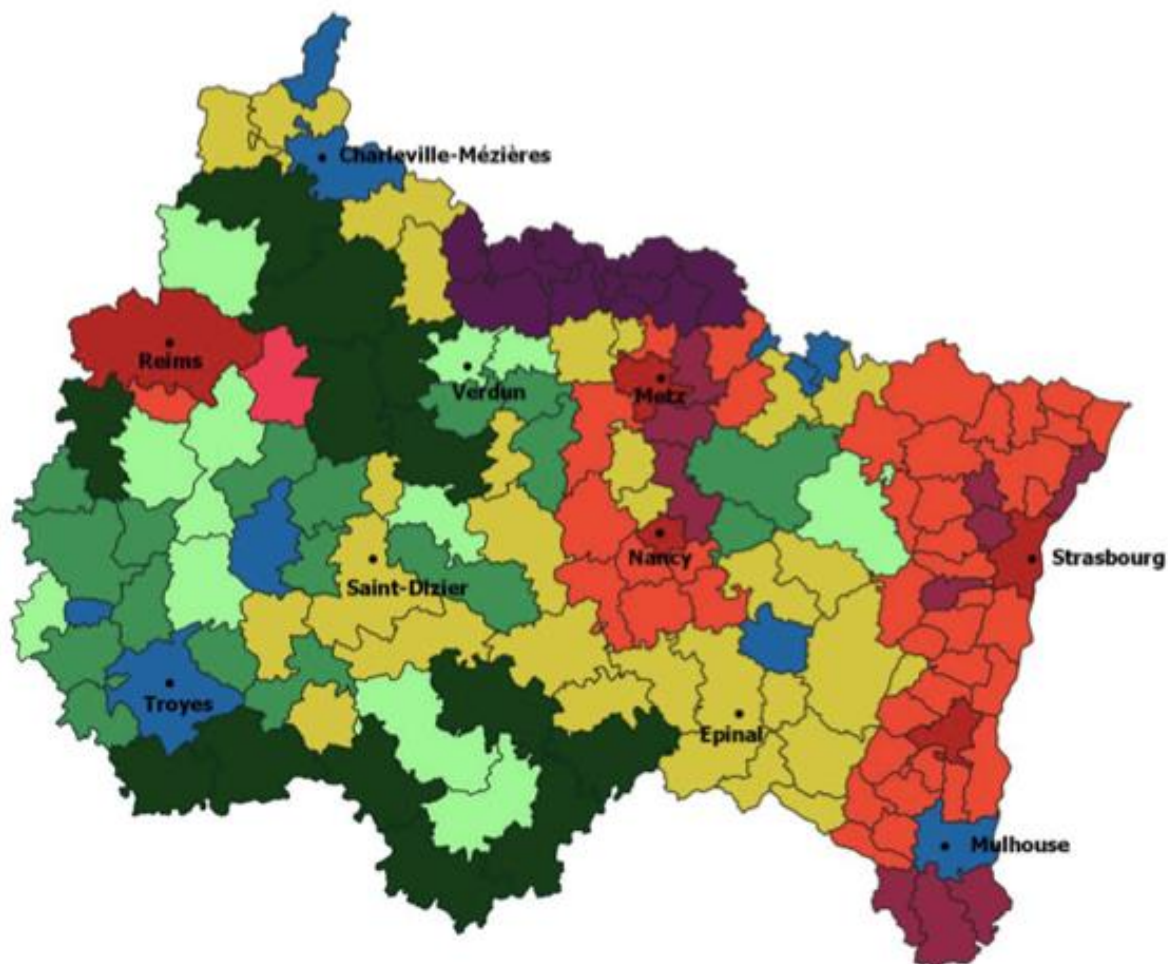 Charleville-Mézières
Reims
Verdun
Metz
Nancy
Strasbourg
Saint-Dizier
Troyes
Epinal
Mulhouse